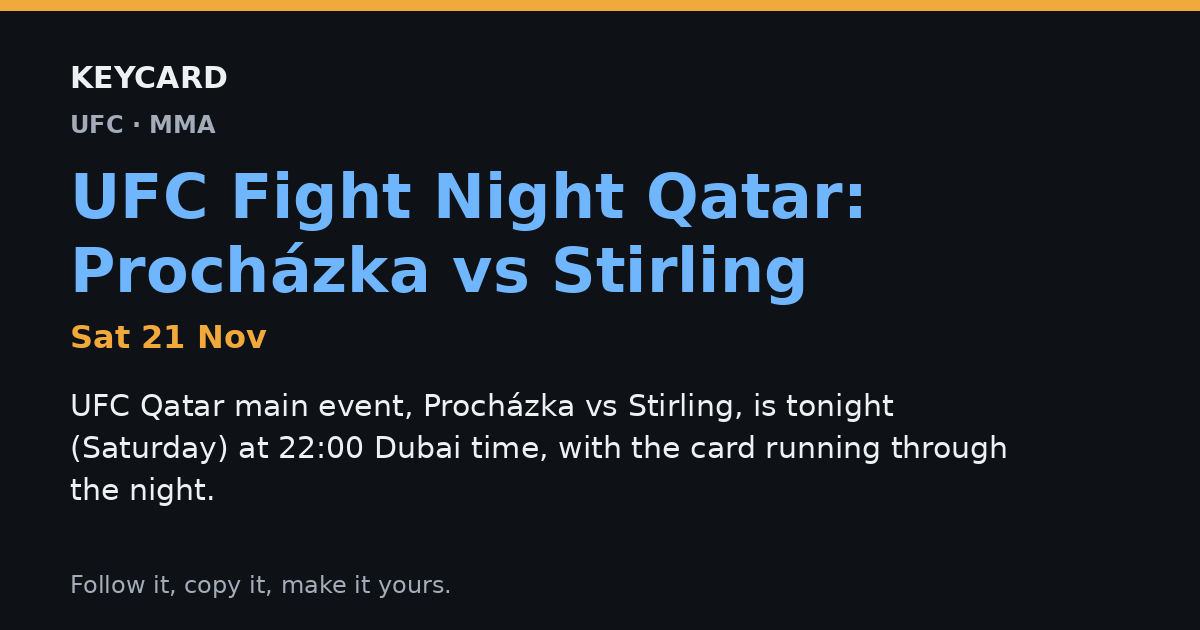 KEYCARD
UFC · MMA
UFC Fight Night Qatar:
Procházka vs Stirling
Sat 21 Nov
UFC Qatar main event, Procházka vs Stirling, is tonight
(Saturday) at 22:00 Dubai time, with the card running through
the night.
Follow it, copy it, make it yours.